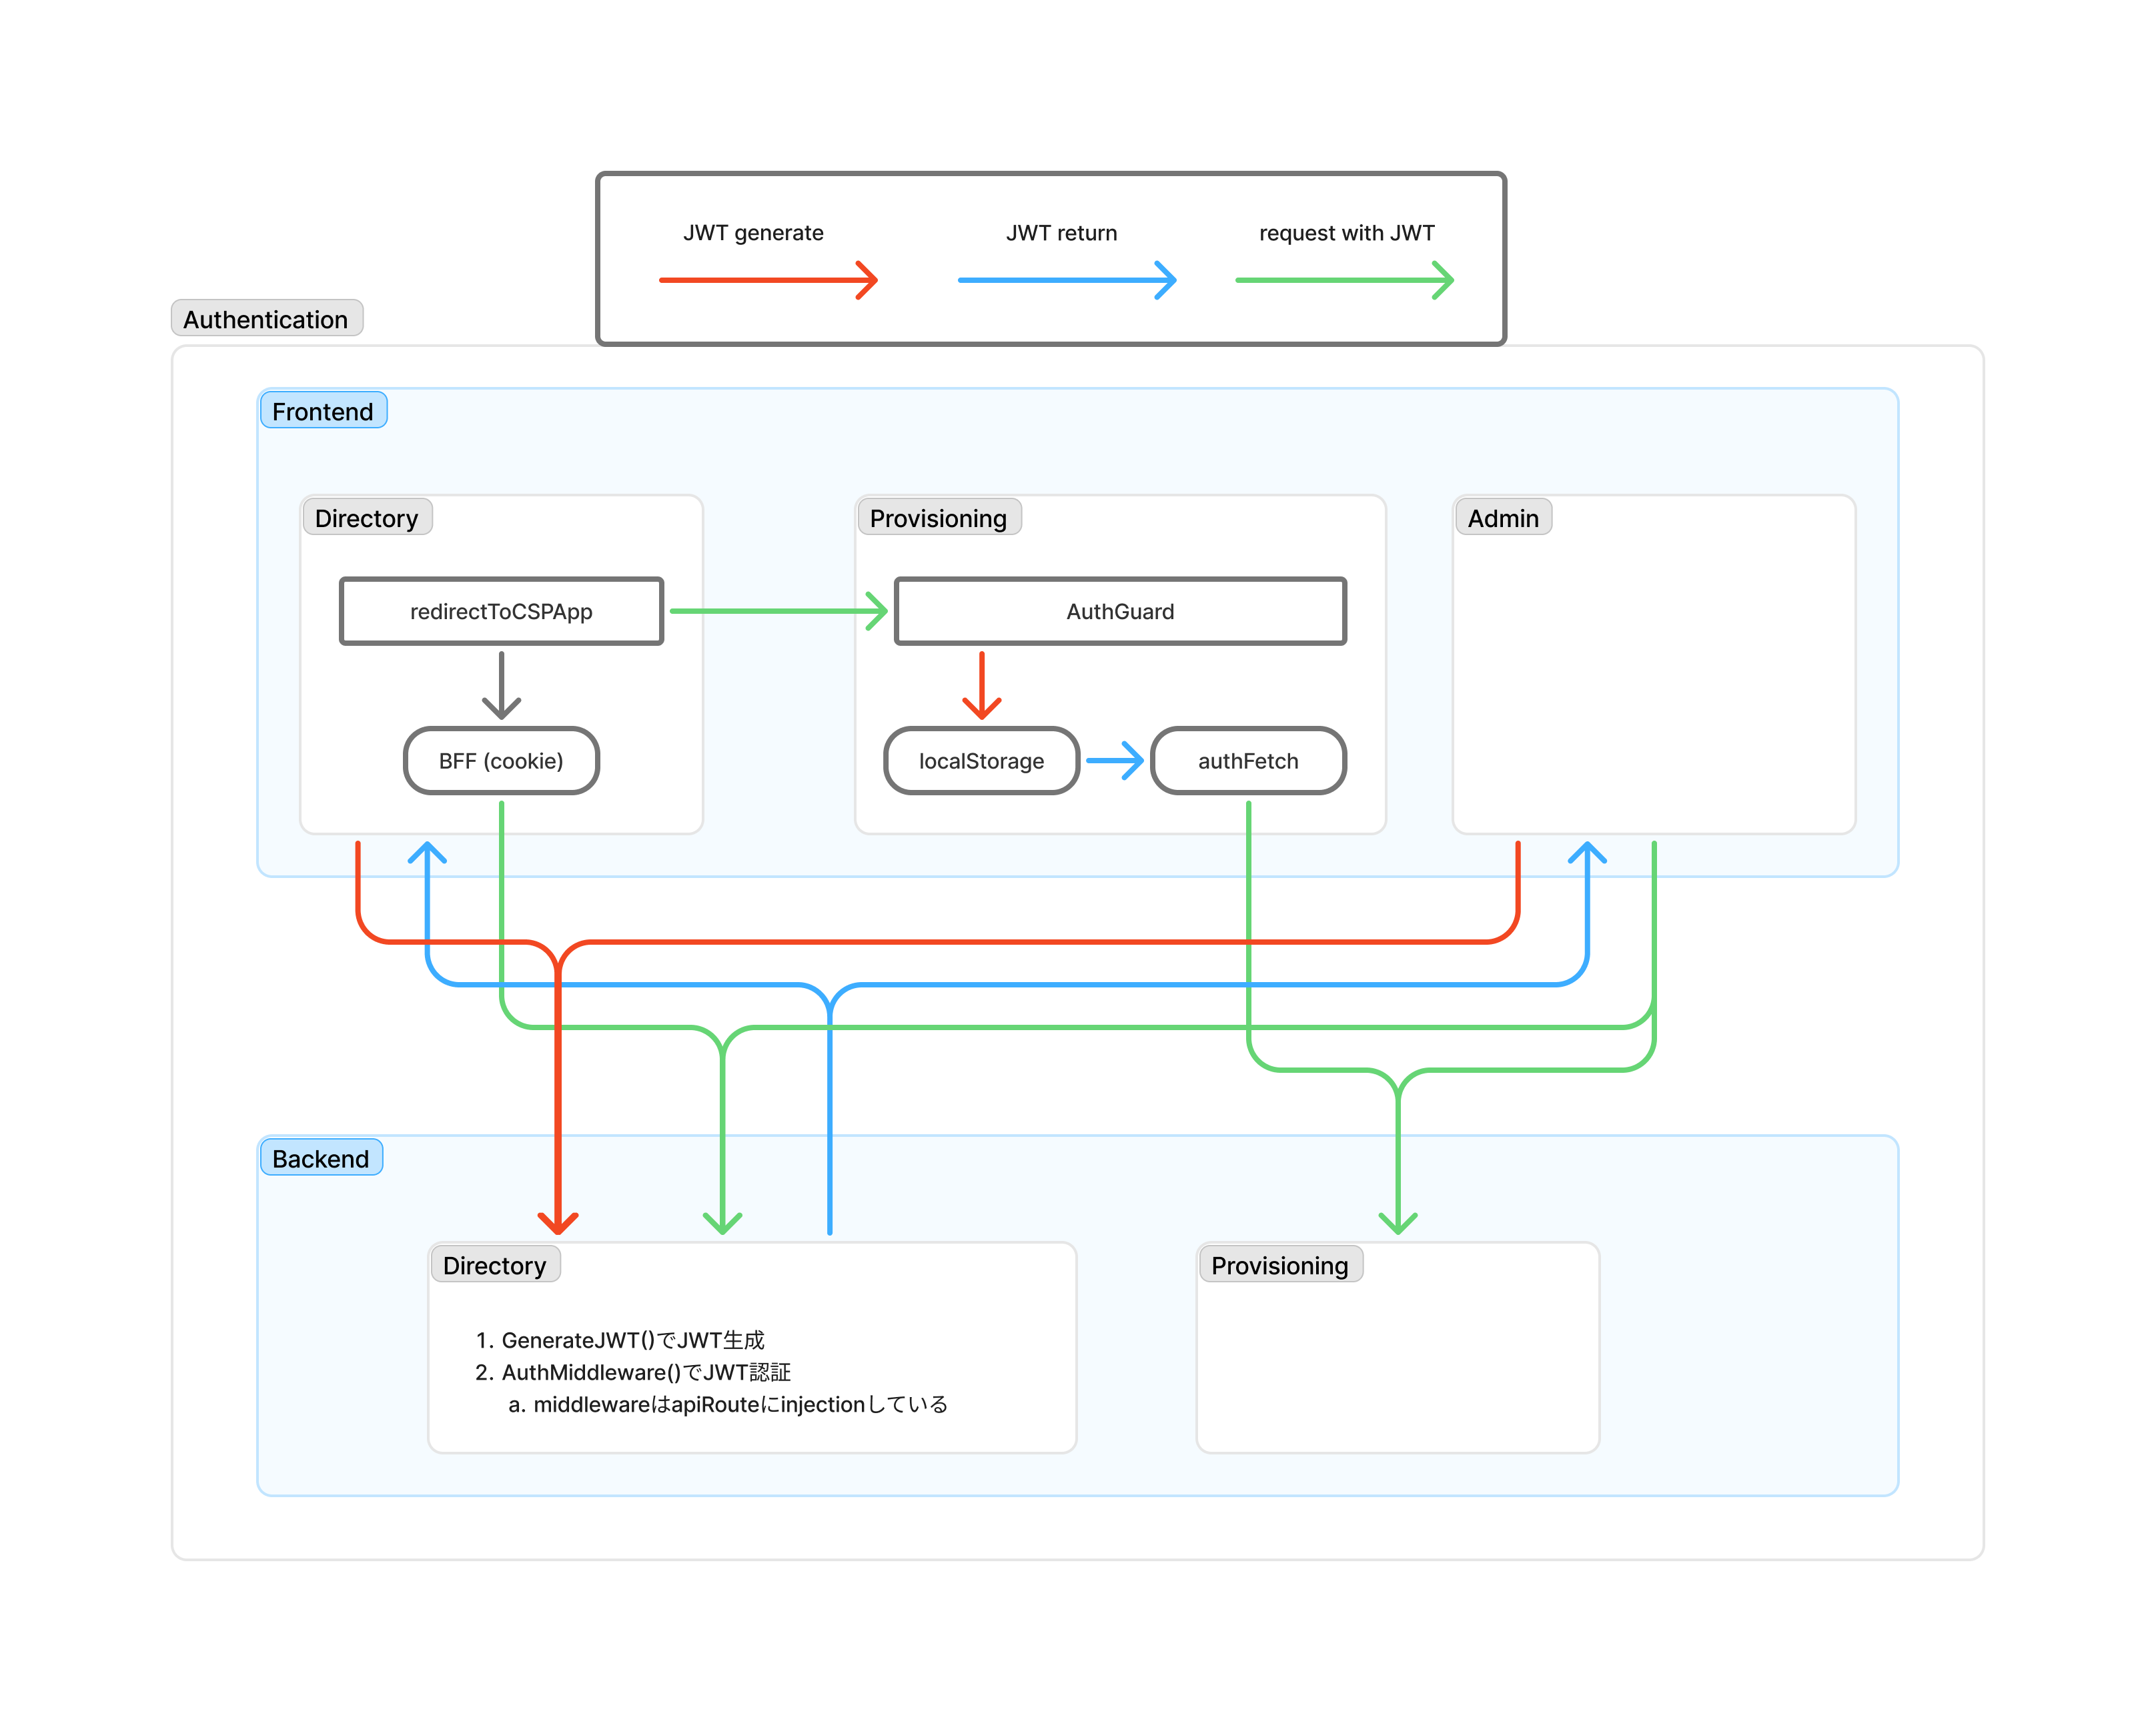 JWT generate
JWT return
request with JWT
Authentication
Frontend
Directory
Provisioning
Admin
redirectToCSPApp
AuthGuard
BFF (cookie)
localStorage
authFetch
Backend
Directory
Provisioning
1. GenerateJWT()でJWT生成
2. AuthMiddleware()でJWT認証
a. middlewareはapiRouteにinjectionしている